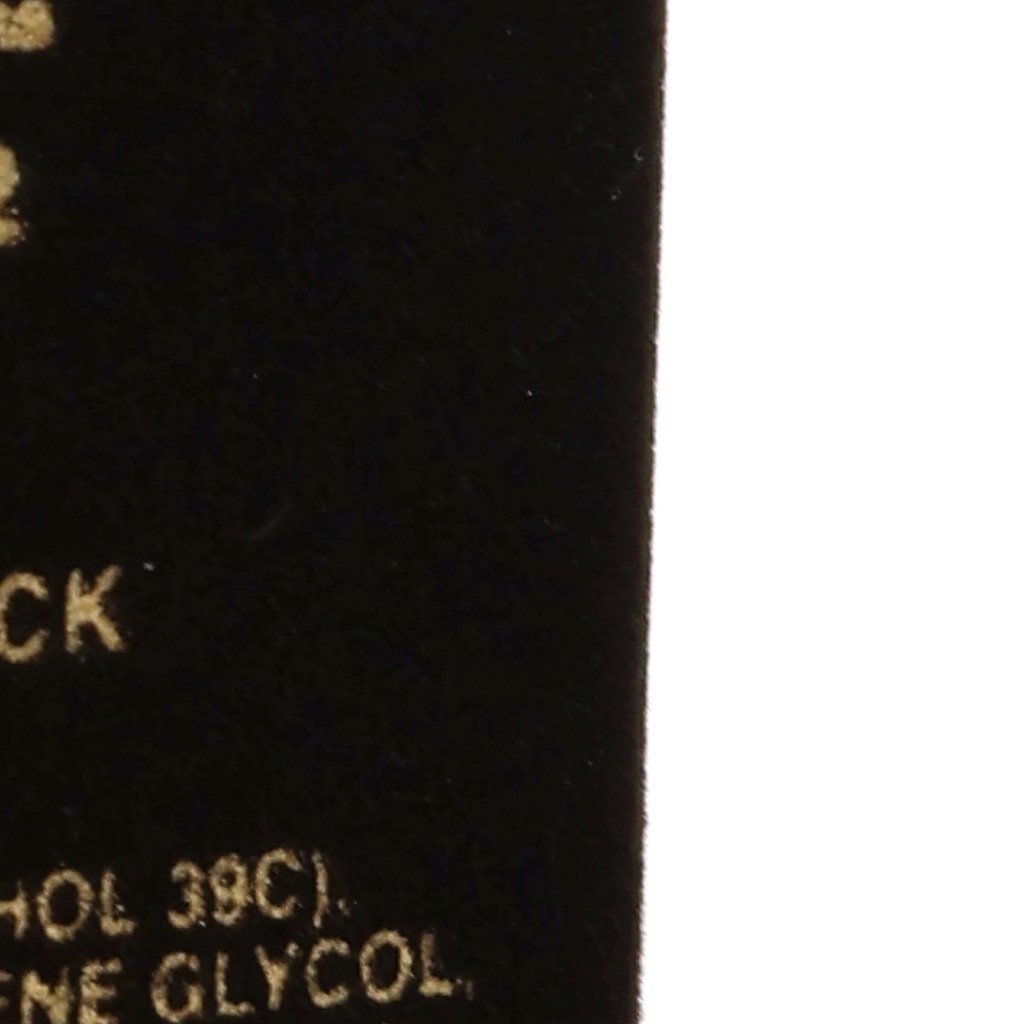 CK
HOL 39C).
ENE GLYCOL,